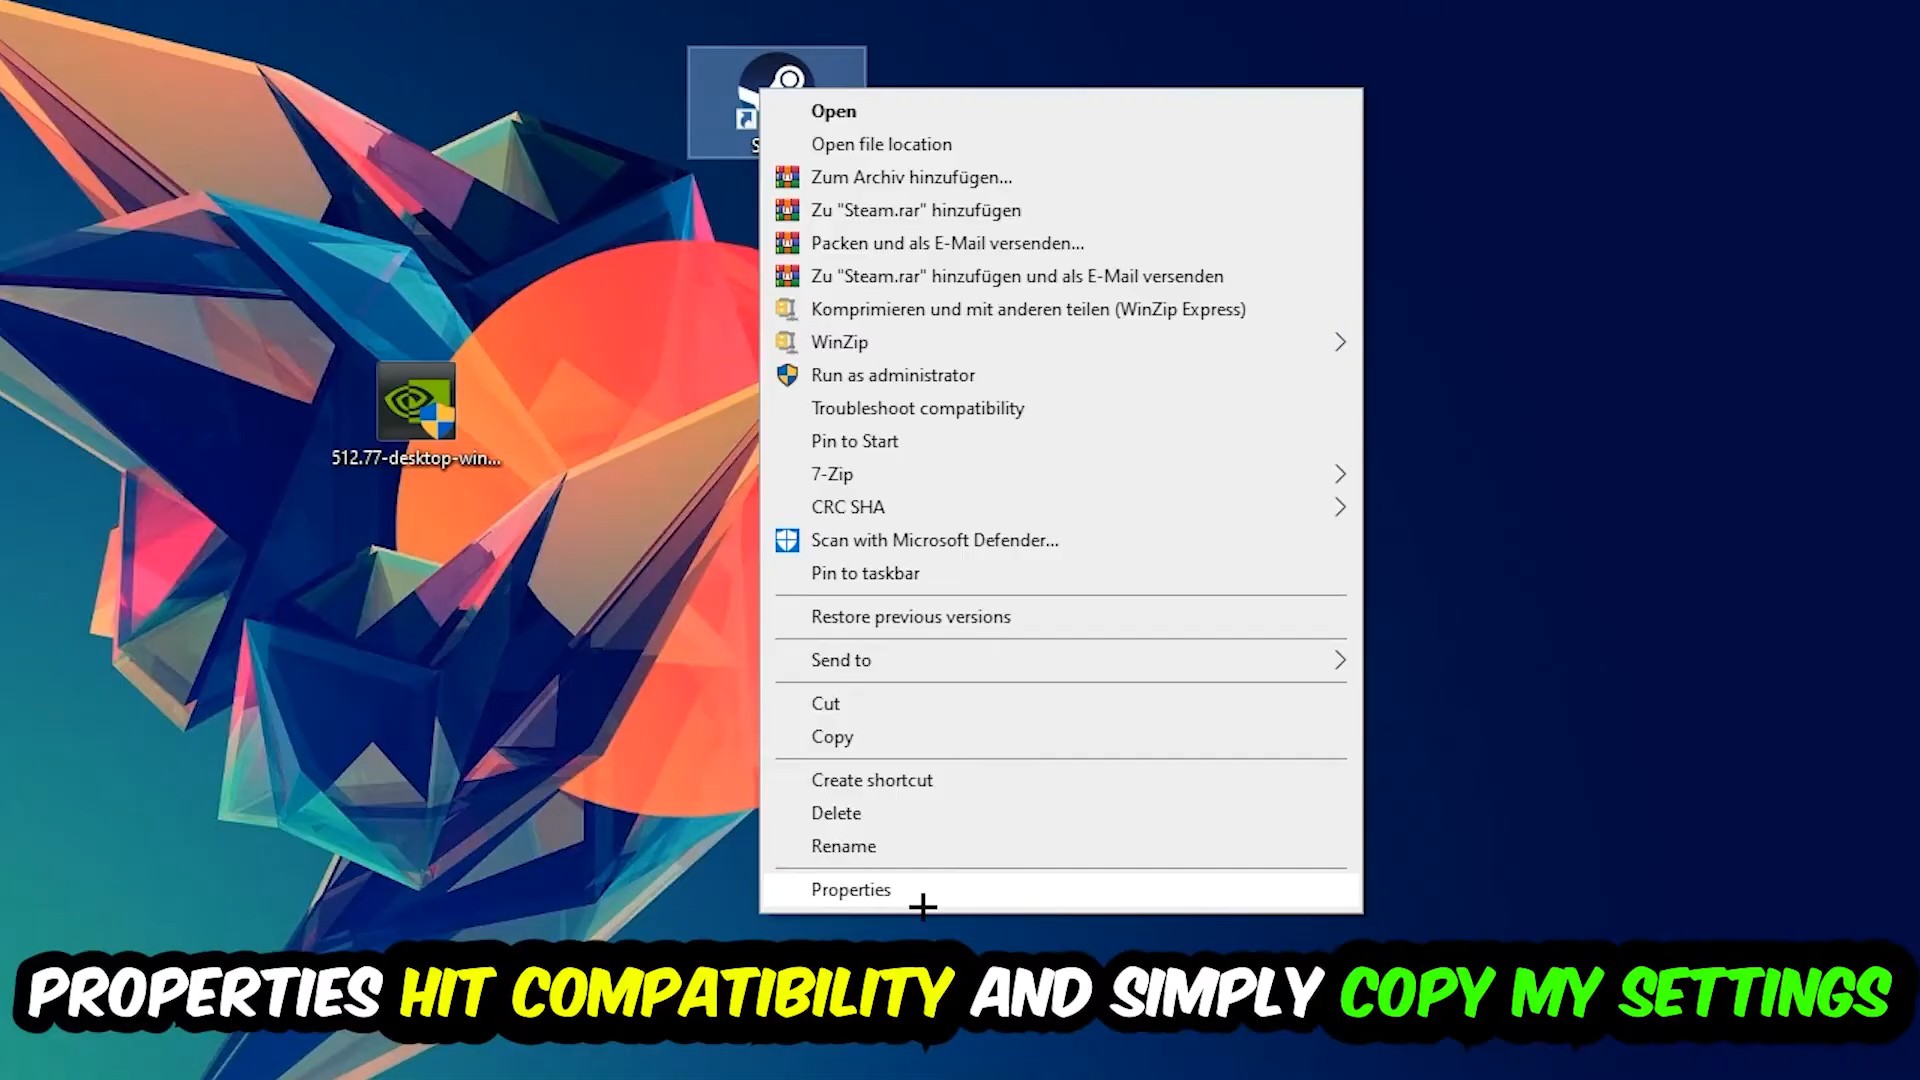 Open
Open file location
Zum Archiv hinzufügen...
Zu "Steam.rar" hinzufügen
Packen und als E-Mail versenden...
Zu "Steam.rar" hinzufügen und als E-Mail versenden
Komprimieren und mit anderen teilen (WinZip Express)
WinZip
Run as administrator
Troubleshoot compatibility
Pin to Start
512.77-desktop-win...
7-Zip
CRC SHA
Scan with Microsoft Defender...
Pin to taskbar
Restore previous versions
Send to
Cut
Copy
Create shortcut
Delete
Rename
Properties
PROPERTIES HIT COMPATIBILITY AND SIMPLY COPY MY SETTINGS